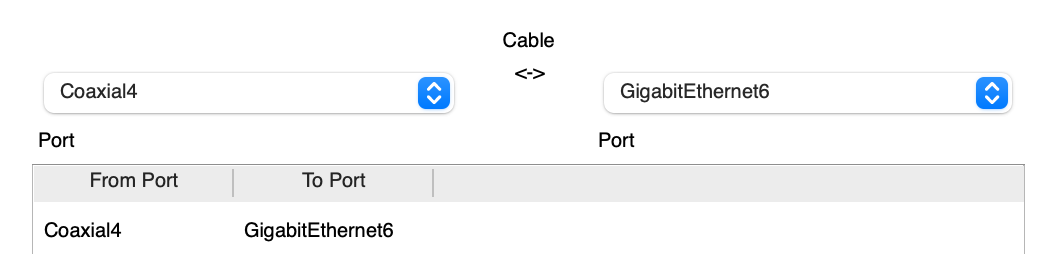 Cable
<->
Coaxial4 GigabitEthernet6
Port Port
From Port To Port
Coaxial4 GigabitEthernet6